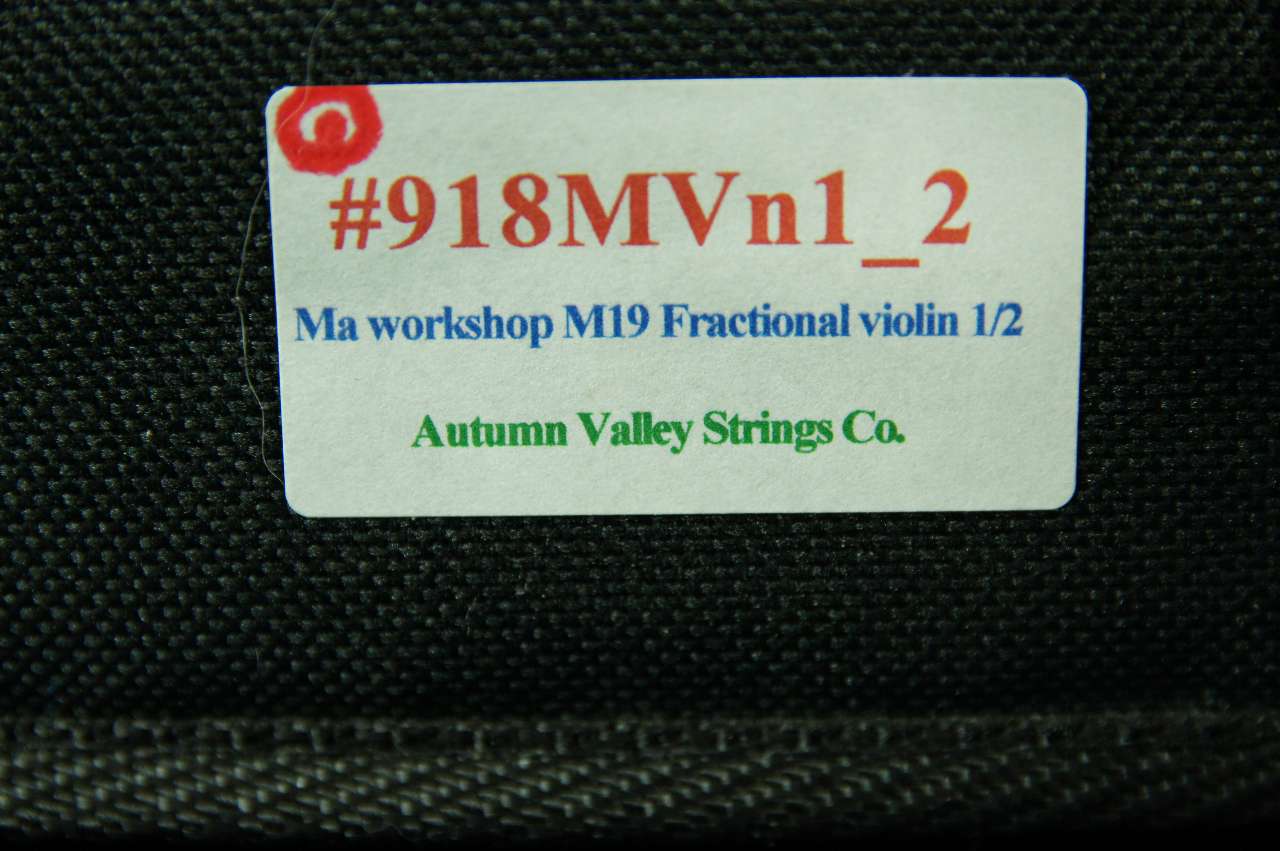 #918MVn1_2
Ma workshop M19 Fractional violin 1/2
Autumn Valley Strings Co.